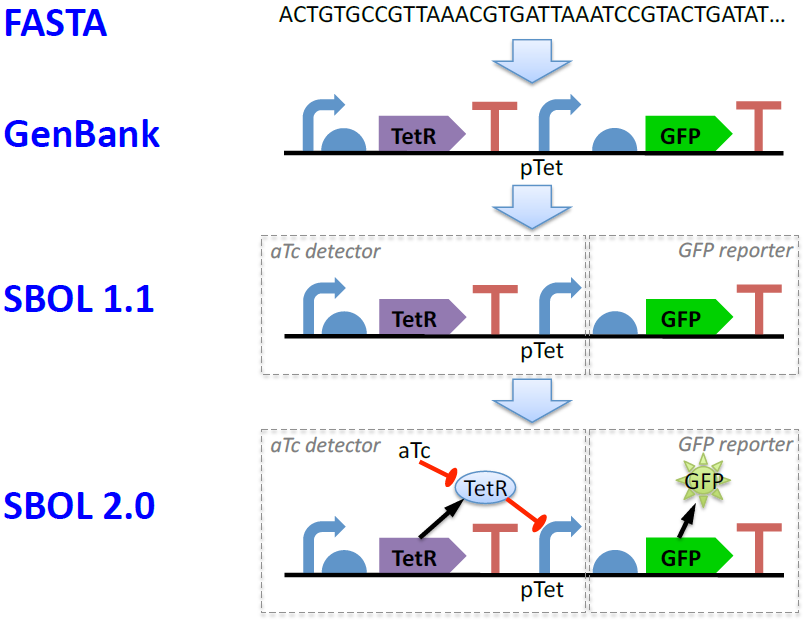 FASTA
ACTGTGCCGTTAAACGTGATTAAATCCGTACTGATAT...
GenBank
TetR
GFP
pTet
SBOL 1.1
aTc detector
GFP reporter
TetR
GFP
pTet
SBOL 2.0
aTc detector
GFP reporter
aTc
TetR
GFP
TetR
GFP
pTet